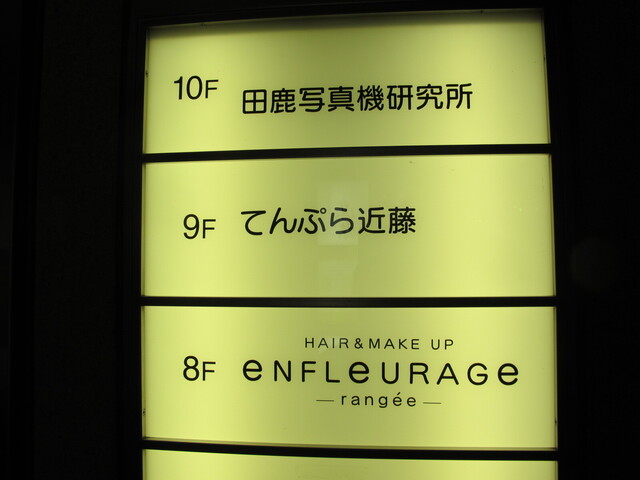 10F 田鹿写真機研究所
9F てんぷら近藤
HAIR & MAKE UP
8F eNFLeURAGe
— rangée —